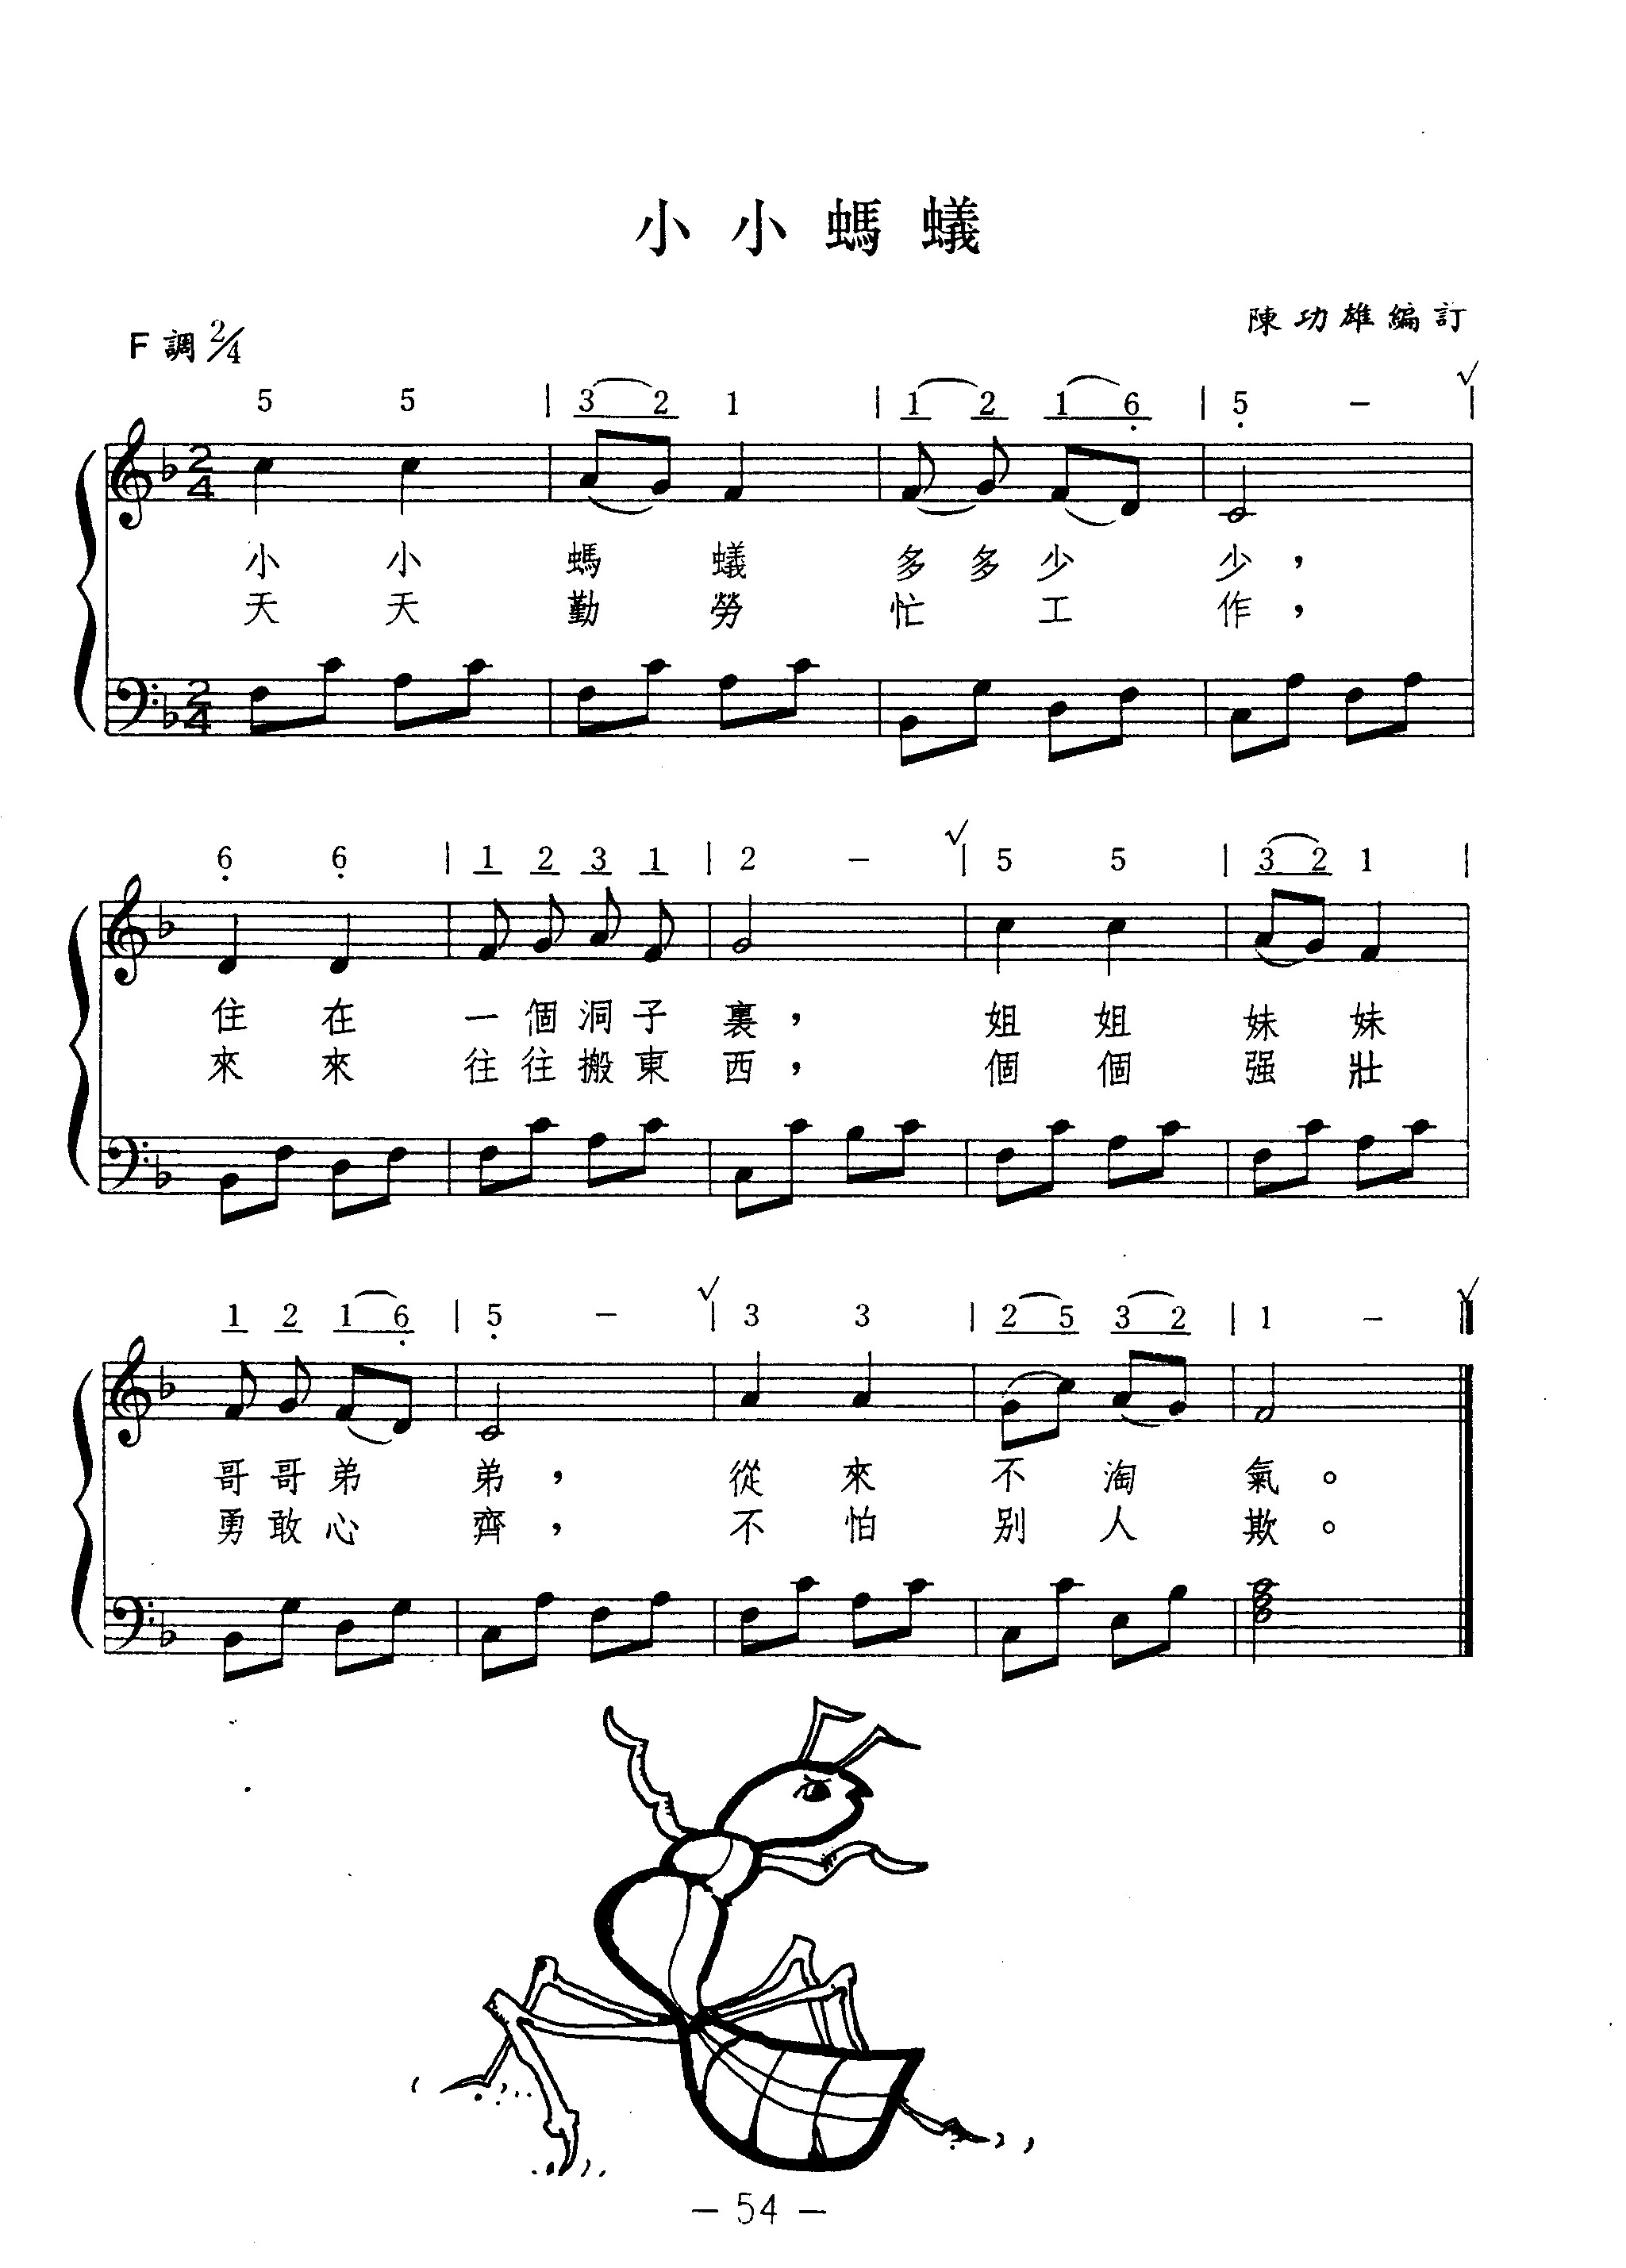 小小螞蟻
陳功雄編訂
F調2/4
5 5 | 3 2 1 | 1 2 1 6 | 5 - |
小小螞蟻多多少少，
天天勤勞忙工作，
6 6 | 1 2 3 1 | 2 - | 5 5 | 3 2 1 |
住在一個洞子裏，姐姐妹妹
來來往往搬東西，個個强壯
1 2 1 6 | 5 - | 3 3 | 2 5 3 2 | 1 - ‖
哥哥弟弟，從來不淘氣。
勇敢心齊，不怕別人欺。
- 54 -